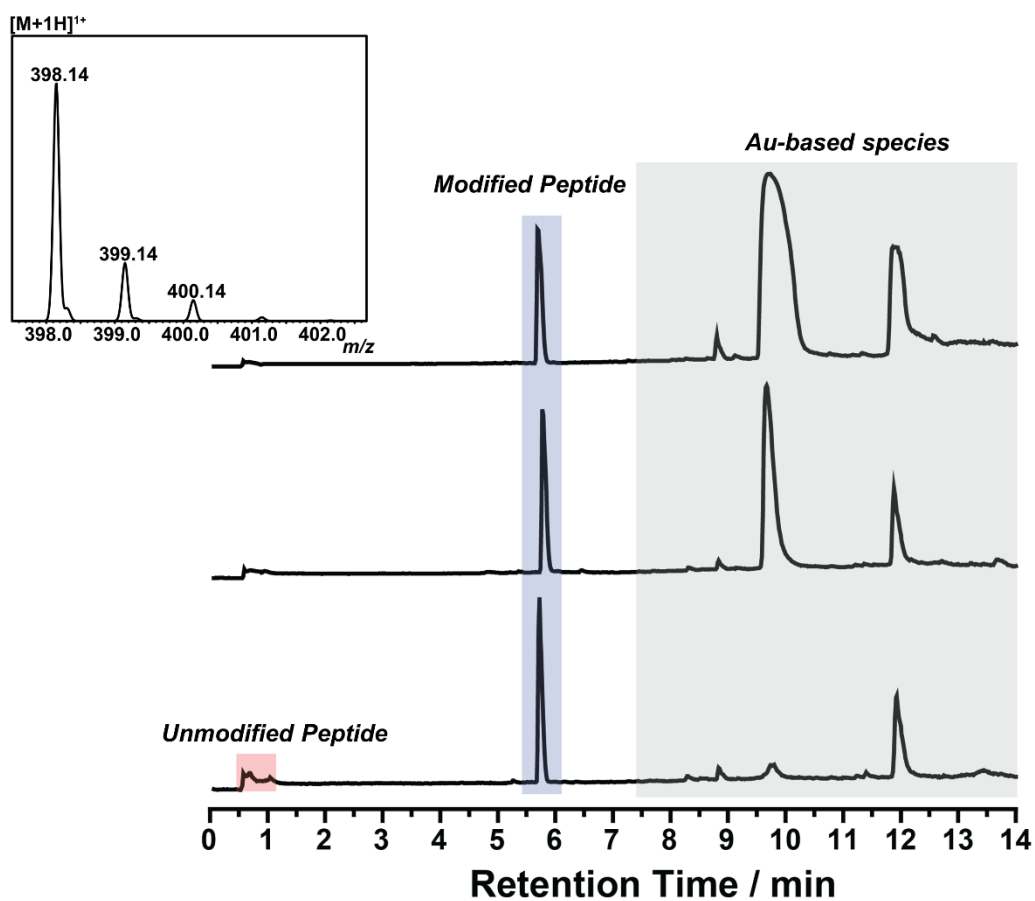 [M+1H]¹⁺
398.14
399.14
400.14
398.0 399.0 400.0 401.0 402.0
m/z
Au-based species
Modified Peptide
Unmodified Peptide
0 1 2 3 4 5 6 7 8 9 10 11 12 13 14
Retention Time / min